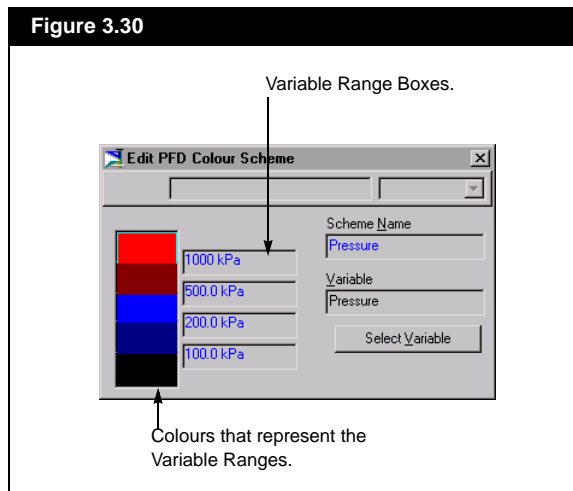 Figure 3.30
Variable Range Boxes.
Edit PFD Colour Scheme
Scheme Name
Pressure
1000 kPa
500.0 kPa
200.0 kPa
100.0 kPa
Variable
Pressure
Select Variable
Colours that represent the
Variable Ranges.